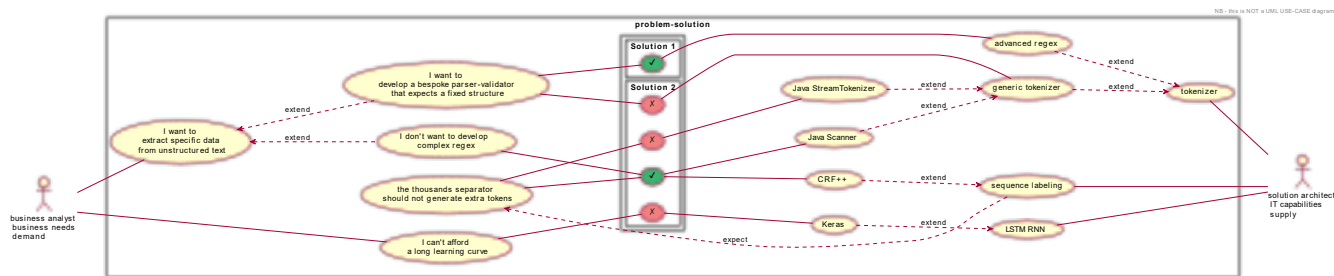 NB - this is NOT a UML USE-CASE diagram
problem-solution
Solution 1
✓
advanced regex
I want to
develop a bespoke parser-validator
that expects a fixed structure
Solution 2
✗
Java StreamTokenizer
extend
generic tokenizer
extend
extend
tokenizer
extend
I want to
extract specific data
from unstructured text
extend
I don't want to develop
complex regex
✗
Java Scanner
extend
the thousands separator
should not generate extra tokens
✓
CRF++
extend
sequence labeling
business analyst
business needs
demand
solution architect
IT capabilities
supply
✗
Keras
extend
LSTM RNN
I can't afford
a long learning curve
expect